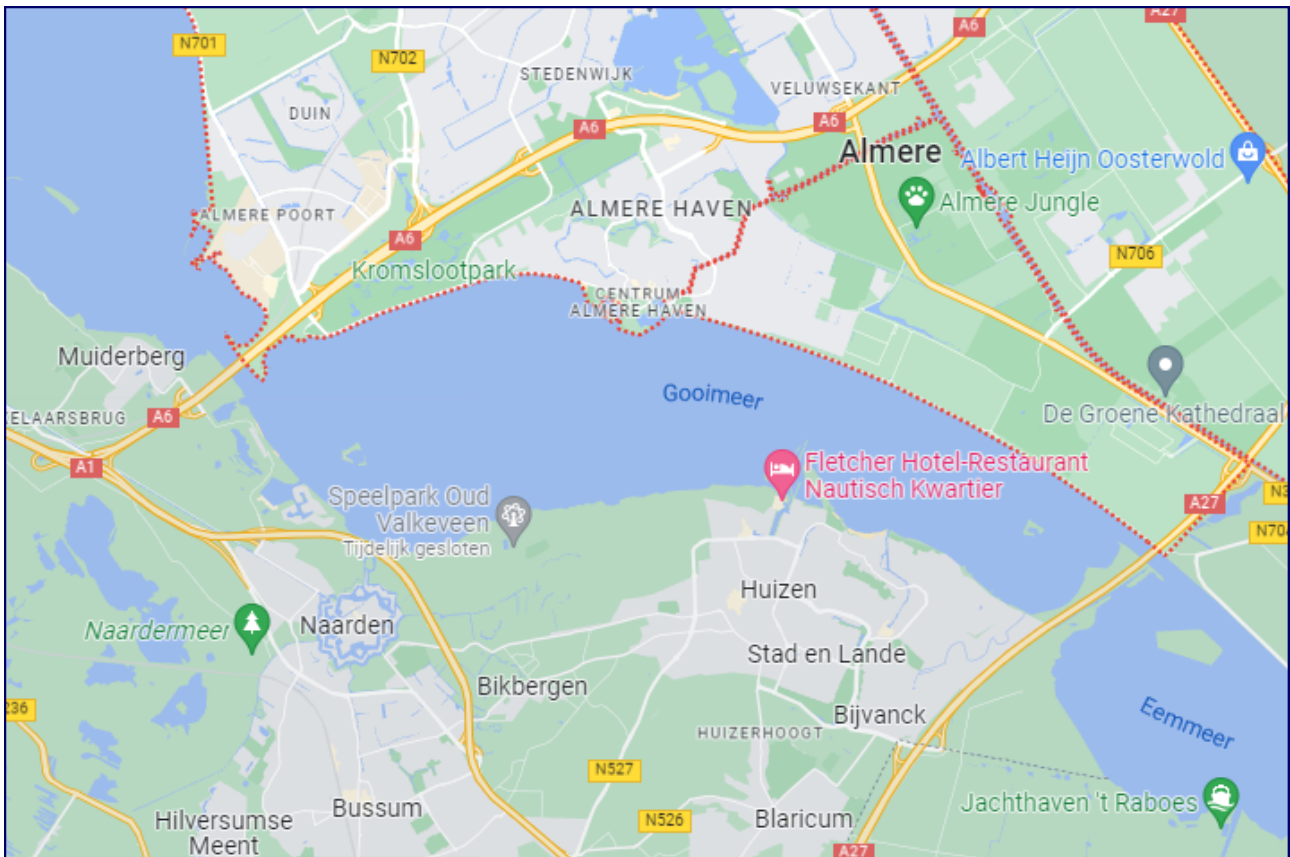 A27
A6
N701
N702
STEDENWIJK
VELUWSEKANT
DUIN
A6
A6
Almere
Albert Heijn Oosterwold
Almere Jungle
ALMERE POORT
ALMERE HAVEN
A6
N706
Kromslootpark
CENTRUM
ALMERE HAVEN
Muiderberg
Gooimeer
KELAARSBRUG
A6
De Groene Kathedraal
A1
Fletcher Hotel-Restaurant
Nautisch Kwartier
Speelpark Oud
Valkeveen
Tijdelijk gesloten
A27
N3
N70
Huizen
Naardermeer
Naarden
Stad en Lande
Bikbergen
236
Bijvanck
Eemmeer
HUIZERHOOGT
N527
Jachthaven 't Raboes
Bussum
Hilversumse
Meent
N526
Blaricum
A27